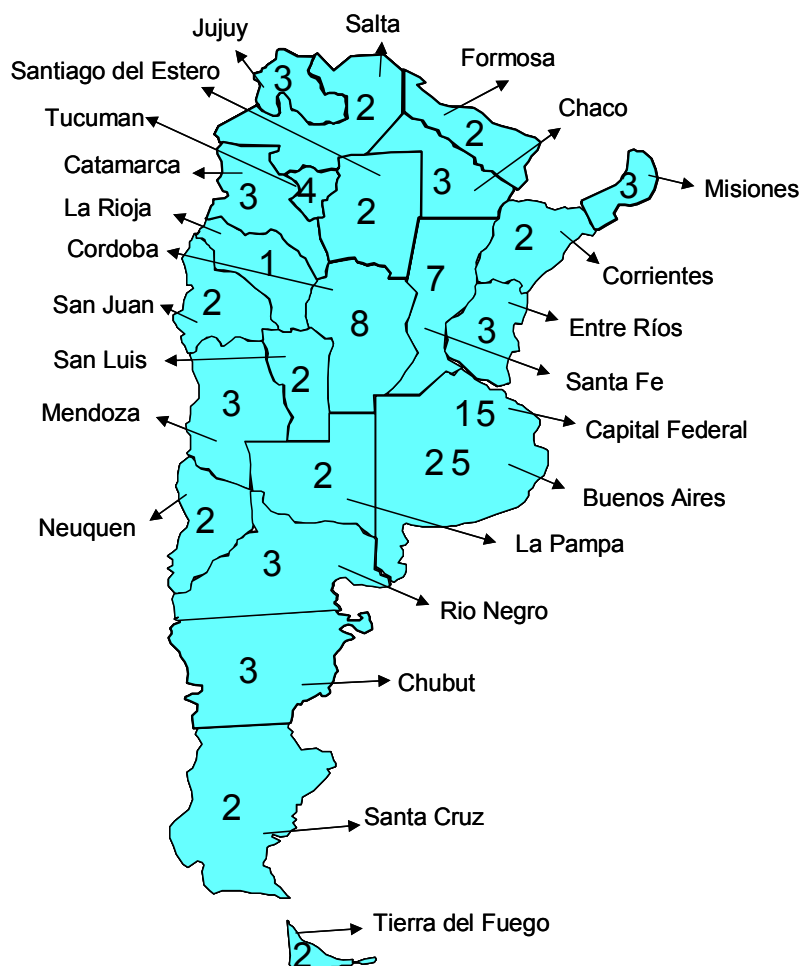 Jujuy
Salta
Santiago del Estero
Formosa
3
2
Tucuman
Chaco
2
Catamarca
4
3
3
Misiones
La Rioja
3
2
2
Cordoba
1
7
Corrientes
San Juan
2
8
3
Entre Ríos
San Luis
2
Santa Fe
Mendoza
3
15
Capital Federal
2
25
Buenos Aires
Neuquen
2
La Pampa
3
Rio Negro
3
Chubut
2
Santa Cruz
Tierra del Fuego
2